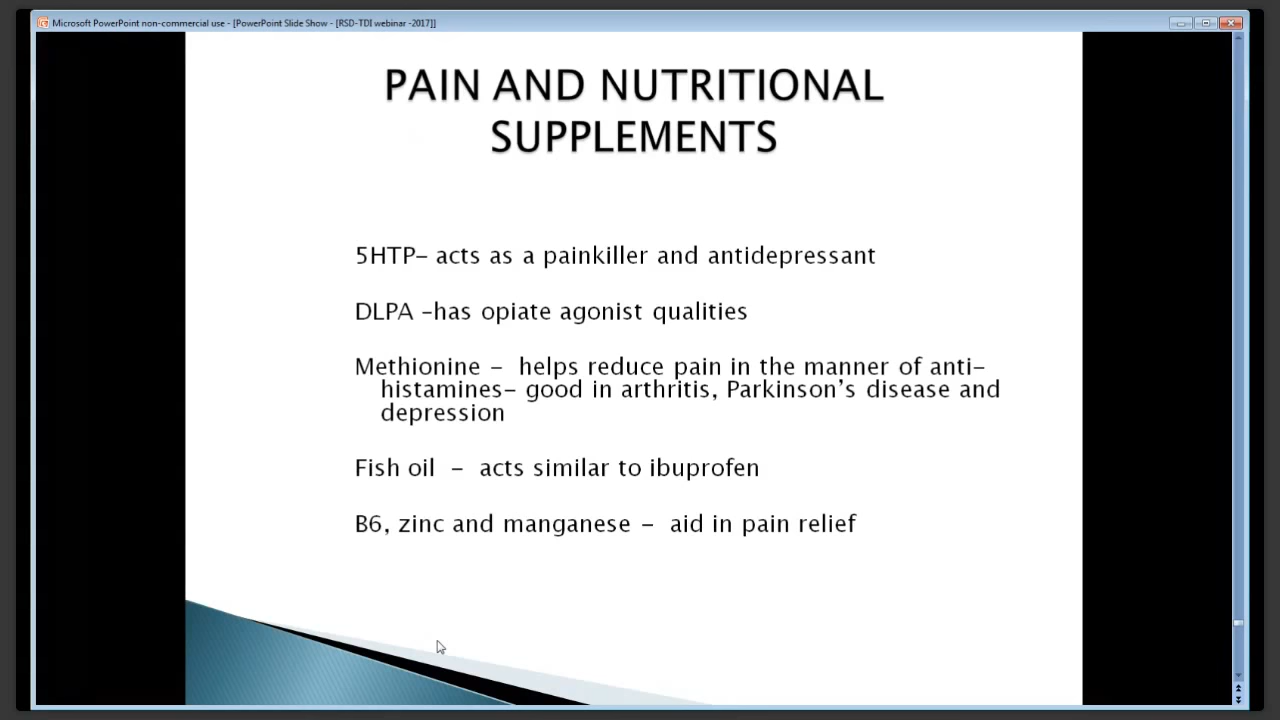 Microsoft PowerPoint non-commercial use - [PowerPoint Slide Show - [RSD-TDI webinar -2017]]
PAIN AND NUTRITIONAL
SUPPLEMENTS
5HTP– acts as a painkiller and antidepressant
DLPA –has opiate agonist qualities
Methionine – helps reduce pain in the manner of anti-
histamines– good in arthritis, Parkinson's disease and
depression
Fish oil – acts similar to ibuprofen
B6, zinc and manganese – aid in pain relief